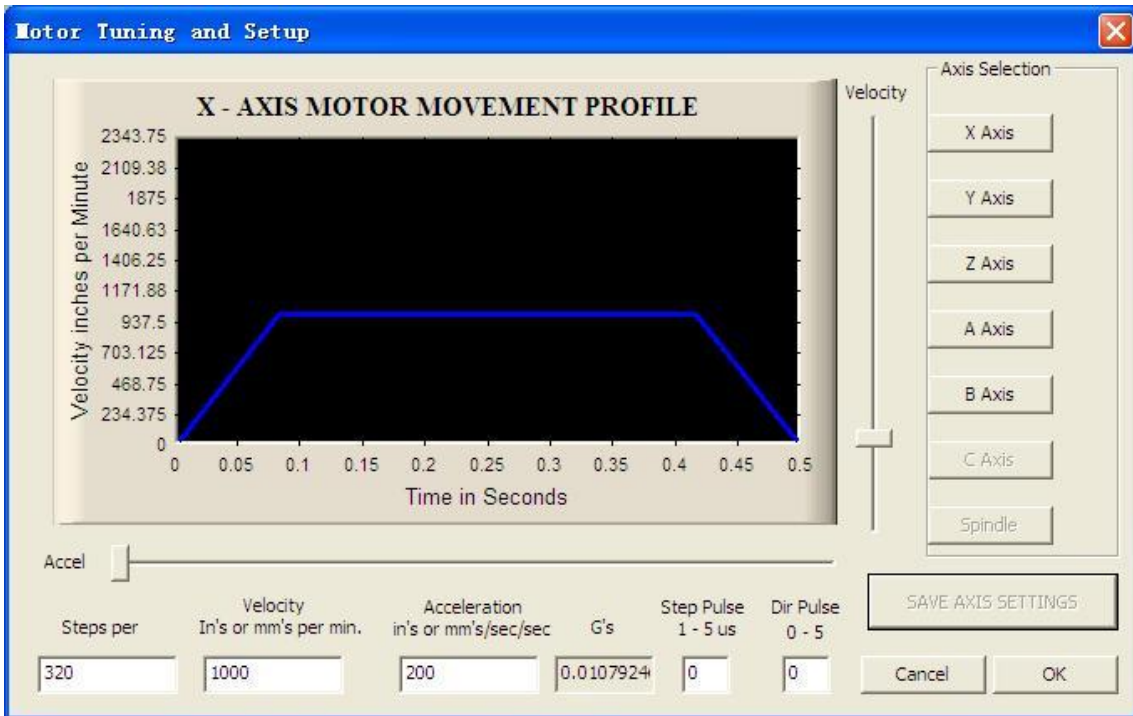 Motor Tuning and Setup
X - AXIS MOTOR MOVEMENT PROFILE
Velocity inches per Minute
2343.75
2109.38
1875
1640.63
1406.25
1171.88
937.5
703.125
468.75
234.375
0
0 0.05 0.1 0.15 0.2 0.25 0.3 0.35 0.4 0.45 0.5
Time in Seconds
Velocity
Axis Selection
X Axis
Y Axis
Z Axis
A Axis
B Axis
C Axis
Spindle
Accel
Steps per
320
Velocity
In's or mm's per min.
1000
Acceleration
in's or mm's/sec/sec
200
G's
0.0107924
Step Pulse
1 - 5 us
0
Dir Pulse
0 - 5
0
SAVE AXIS SETTINGS
Cancel
OK